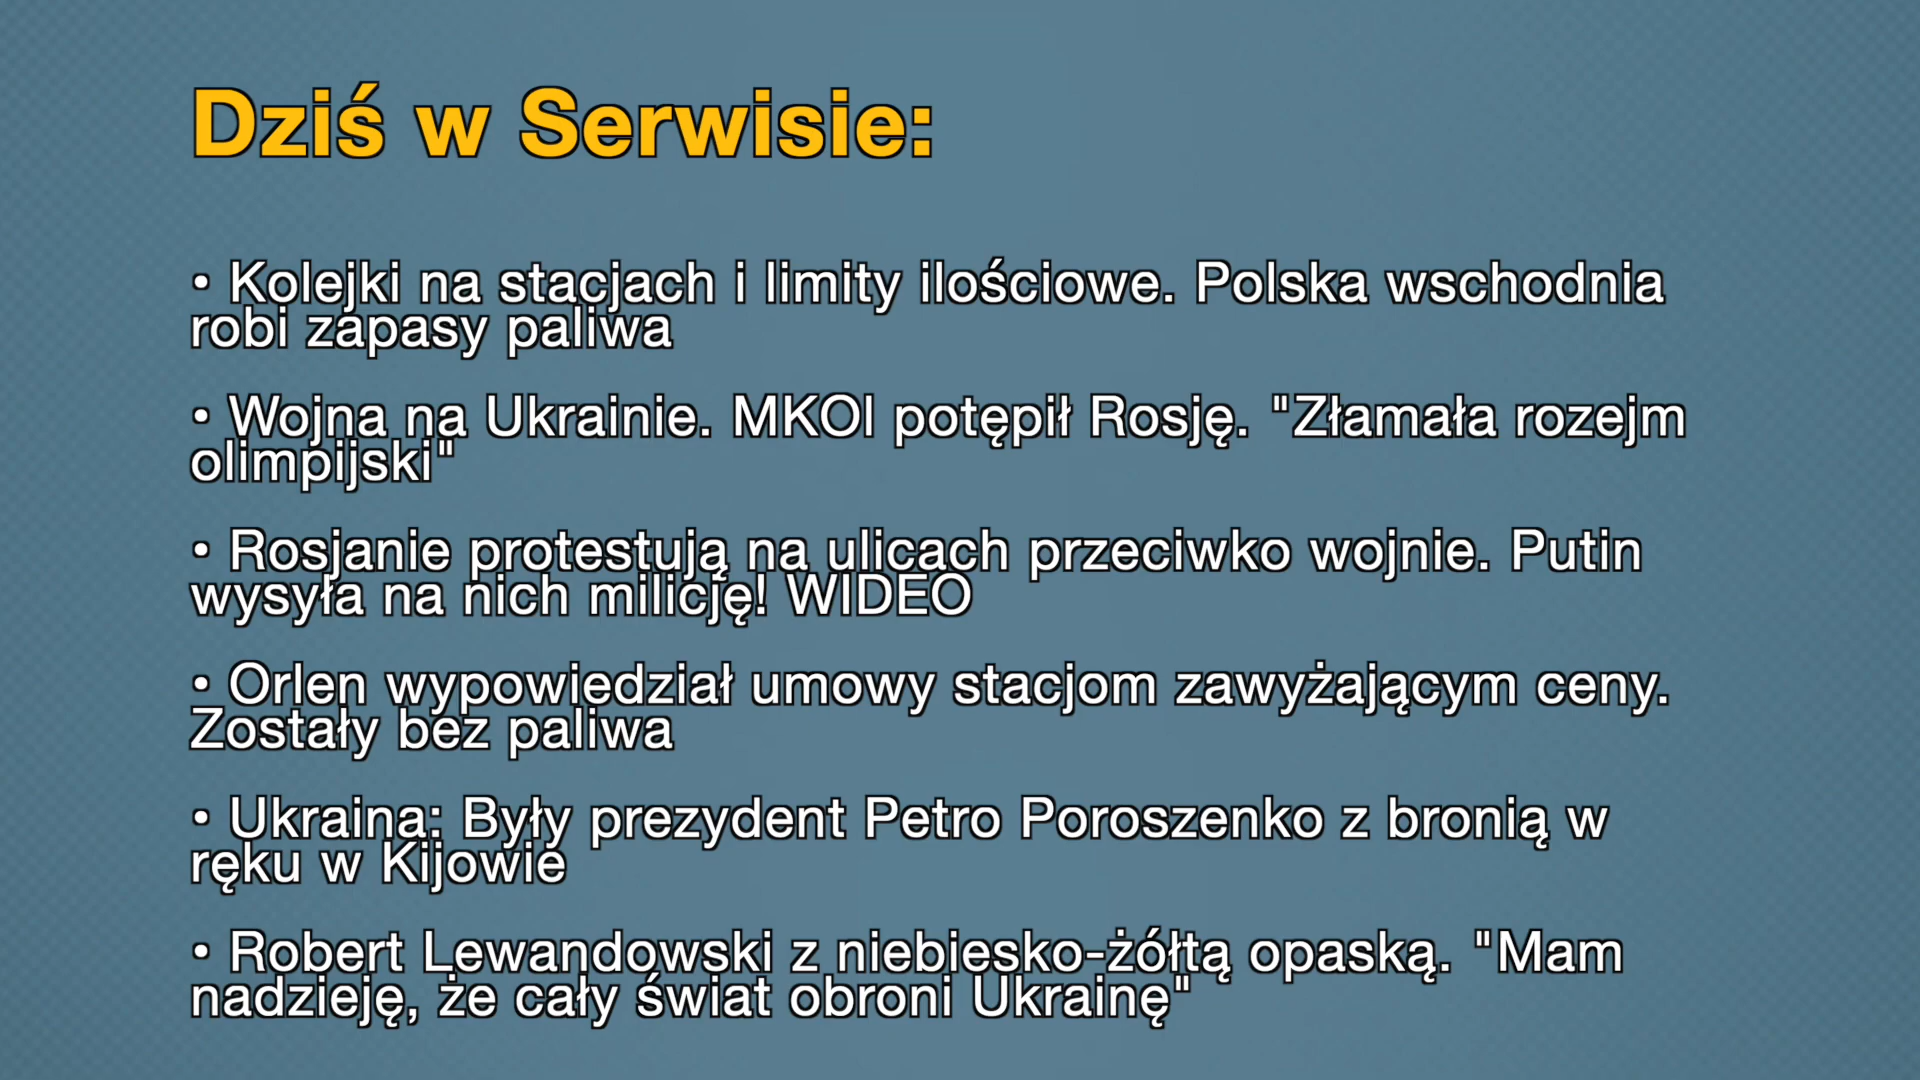 Dziś w Serwisie:
• Kolejki na stacjach i limity ilościowe. Polska wschodnia
robi zapasy paliwa
• Wojna na Ukrainie. MKOl potępił Rosję. "Złamała rozejm
olimpijski"
• Rosjanie protestują na ulicach przeciwko wojnie. Putin
wysyła na nich milicję! WIDEO
• Orlen wypowiedział umowy stacjom zawyżającym ceny.
Zostały bez paliwa
• Ukraina: Były prezydent Petro Poroszenko z bronią w
ręku w Kijowie
• Robert Lewandowski z niebiesko-żółtą opaską. "Mam
nadzieję, że cały świat obroni Ukrainę"